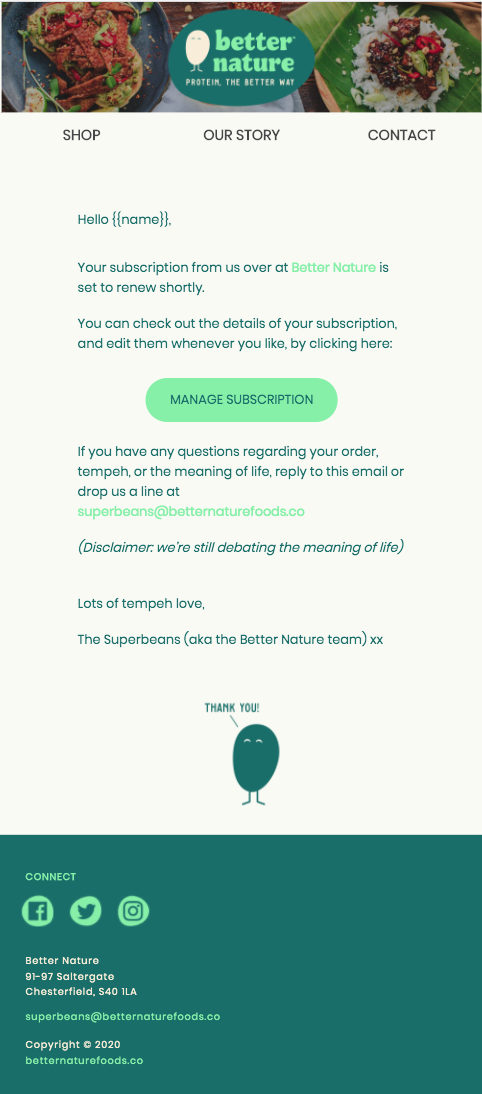 better
nature™
PROTEIN, THE BETTER WAY
SHOP OUR STORY CONTACT
Hello {{name}},
Your subscription from us over at Better Nature is
set to renew shortly.
You can check out the details of your subscription,
and edit them whenever you like, by clicking here:
MANAGE SUBSCRIPTION
If you have any questions regarding your order,
tempeh, or the meaning of life, reply to this email or
drop us a line at
superbeans@betternaturefoods.co
(Disclaimer: we’re still debating the meaning of life)
Lots of tempeh love,
The Superbeans (aka the Better Nature team) xx
THANK YOU!
CONNECT
Better Nature
91-97 Saltergate
Chesterfield, S40 1LA
superbeans@betternaturefoods.co
Copyright © 2020
betternaturefoods.co